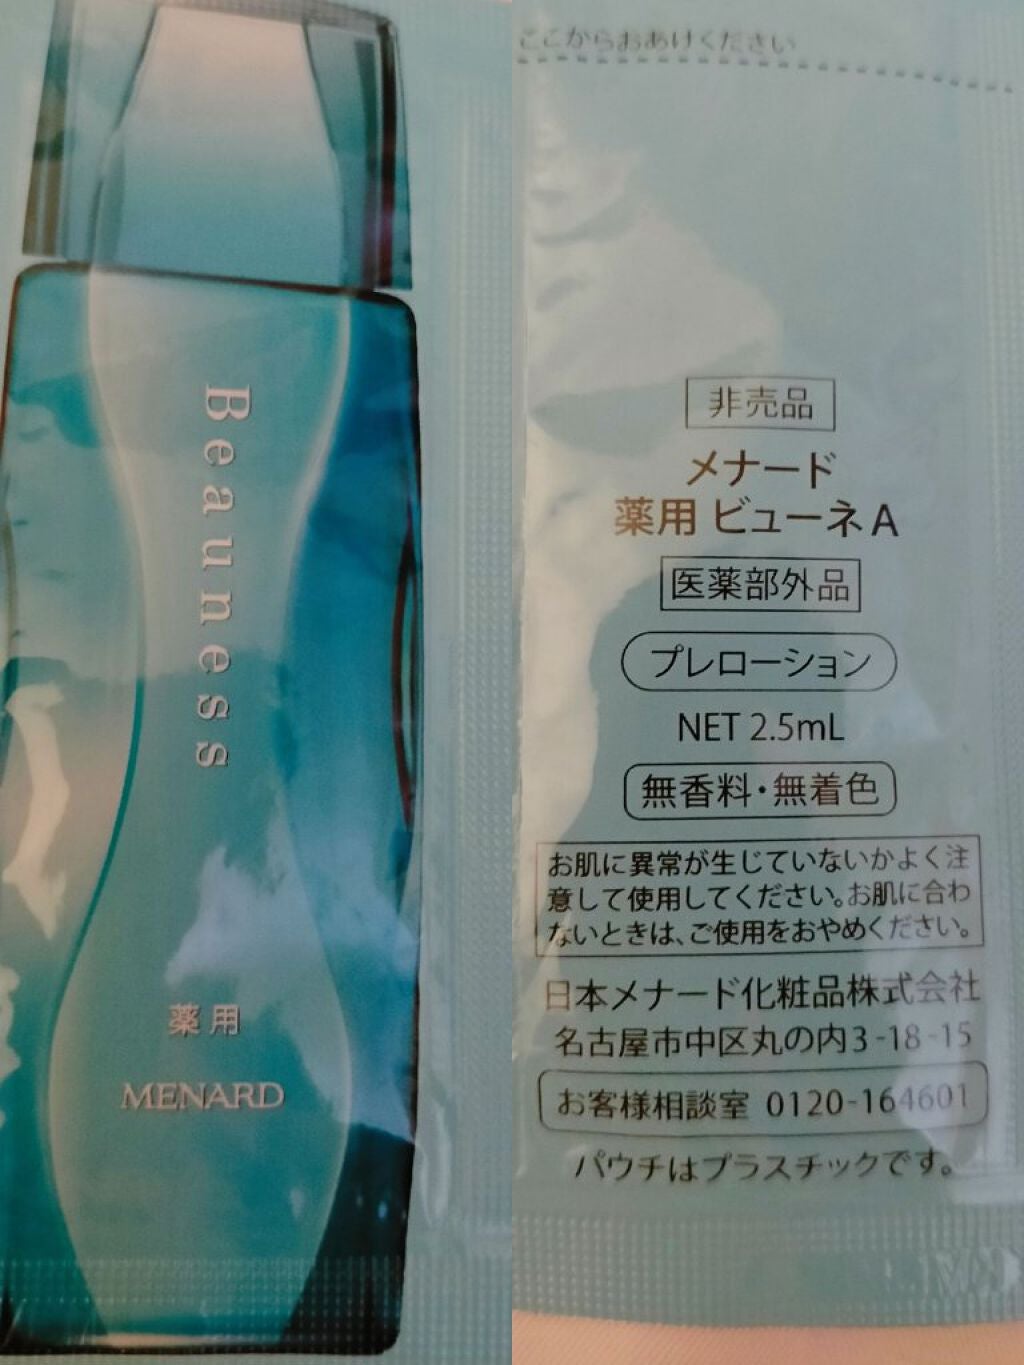 Beauness
薬用
MENARD
ここからおあけください
非売品
メナード
薬用 ビューネA
医薬部外品
プレローション
NET 2.5mL
無香料・無着色
お肌に異常が生じていないかよく注
意して使用してください。お肌に合わ
ないときは、ご使用をおやめください。
日本メナード化粧品株式会社
名古屋市中区丸の内3-18-15
お客様相談室 0120-164601
パウチはプラスチックです。